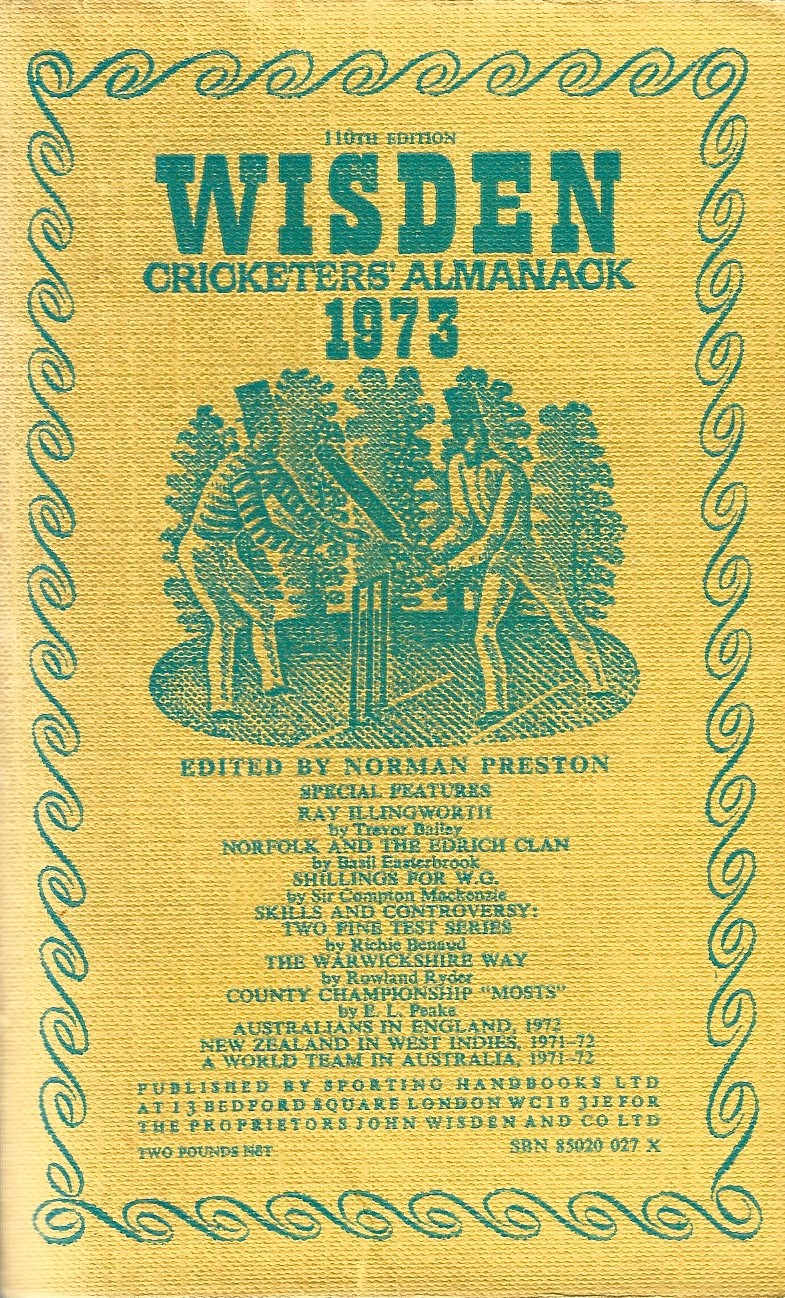 110TH EDITION
WISDEN
CRICKETERS' ALMANACK
1973
EDITED BY NORMAN PRESTON
SPECIAL FEATURES
RAY ILLINGWORTH
by Trevor Bailey
NORFOLK AND THE EDRICH CLAN
by Basil Easterbrook
SHILLINGS FOR W.G.
by Sir Compton Mackenzie
SKILLS AND CONTROVERSY:
TWO FINE TEST SERIES
by Richie Benaud
THE WARWICKSHIRE WAY
by Rowland Ryder
COUNTY CHAMPIONSHIP "MOSTS"
by E. L. Peake
AUSTRALIANS IN ENGLAND, 1972
NEW ZEALAND IN WEST INDIES, 1971-72
A WORLD TEAM IN AUSTRALIA, 1971-72
PUBLISHED BY SPORTING HANDBOOKS LTD
AT 13 BEDFORD SQUARE LONDON WC1B 3JE FOR
THE PROPRIETORS JOHN WISDEN AND CO LTD
TWO POUNDS NET
SBN 85020 027 X